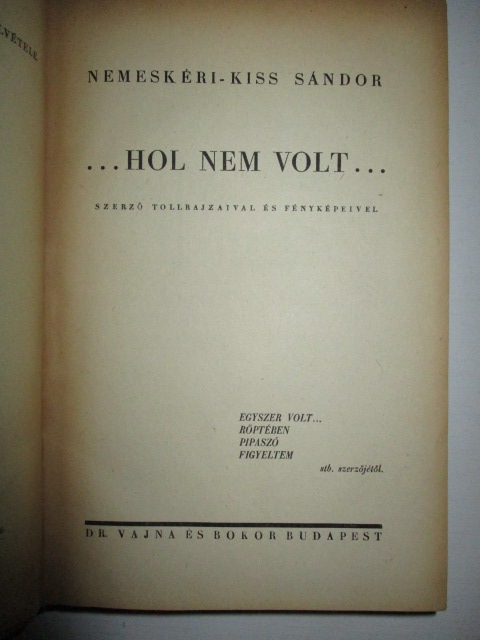 FELVÉTELE
NEMESKÉRI-KISS SÁNDOR
...HOL NEM VOLT...
SZERZŐ TOLLRAJZAIVAL ÉS FÉNYKÉPEIVEL
EGYSZER VOLT...
RÖPTÉBEN
PIPASZÓ
FIGYELTEM
stb. szerzőjétől.
DR. VAJNA ÉS BOKOR BUDAPEST